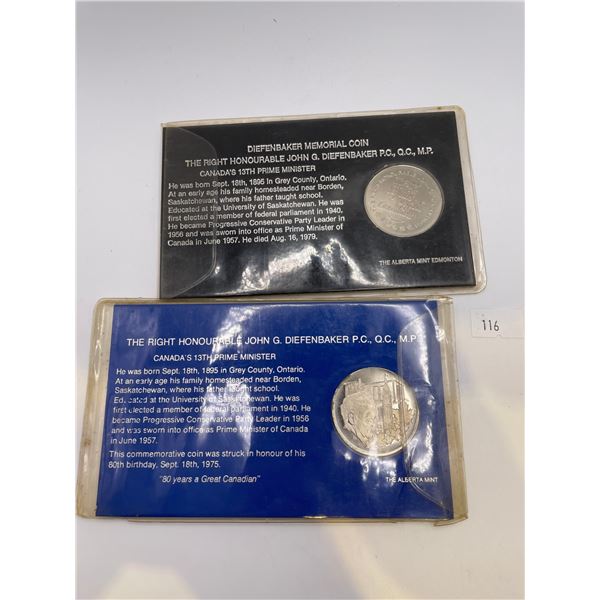 DIEFENBAKER MEMORIAL COIN
THE RIGHT HONOURABLE JOHN G. DIEFENBAKER P.C., Q.C., M.P.
CANADA'S 13TH PRIME MINISTER
He was born Sept. 18th, 1895 in Grey County, Ontario.
At an early age his family homesteaded near Borden,
Saskatchewan, where his father taught school.
Educated at the University of Saskatchewan. He was
first elected a member of federal parliament in 1940.
He became Progressive Conservative Party Leader in
1956 and was sworn into office as Prime Minister of
Canada in June 1957. He died Aug. 16, 1979.
THE ALBERTA MINT EDMONTON
116
THE RIGHT HONOURABLE JOHN G. DIEFENBAKER P.C., Q.C., M.P.
CANADA'S 13TH PRIME MINISTER
He was born Sept. 18th, 1895 in Grey County, Ontario.
At an early age his family homesteaded near Borden,
Saskatchewan, where his father taught school.
Educated at the University of Saskatchewan. He was
first elected a member of federal parliament in 1940. He
became Progressive Conservative Party Leader in 1956
and was sworn into office as Prime Minister of Canada
in June 1957.
This commemorative coin was struck in honour of his
80th birthday, Sept. 18th, 1975.
"80 years a Great Canadian"
THE ALBERTA MINT